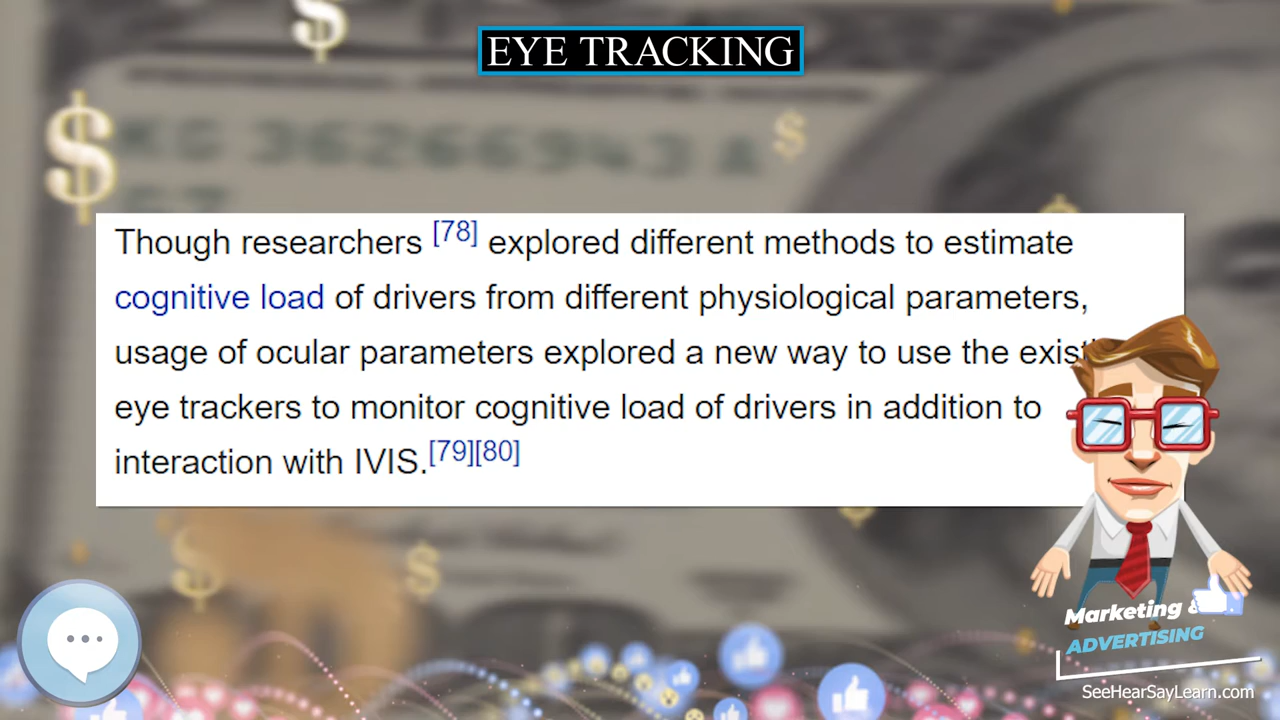 EYE TRACKING
KG 36266943 A
Though researchers [78] explored different methods to estimate
cognitive load of drivers from different physiological parameters,
usage of ocular parameters explored a new way to use the
eye trackers to monitor cognitive load of drivers in addition to
interaction with IVIS.[79][80]
Marketing &
ADVERTISING
SeeHearSayLearn.com